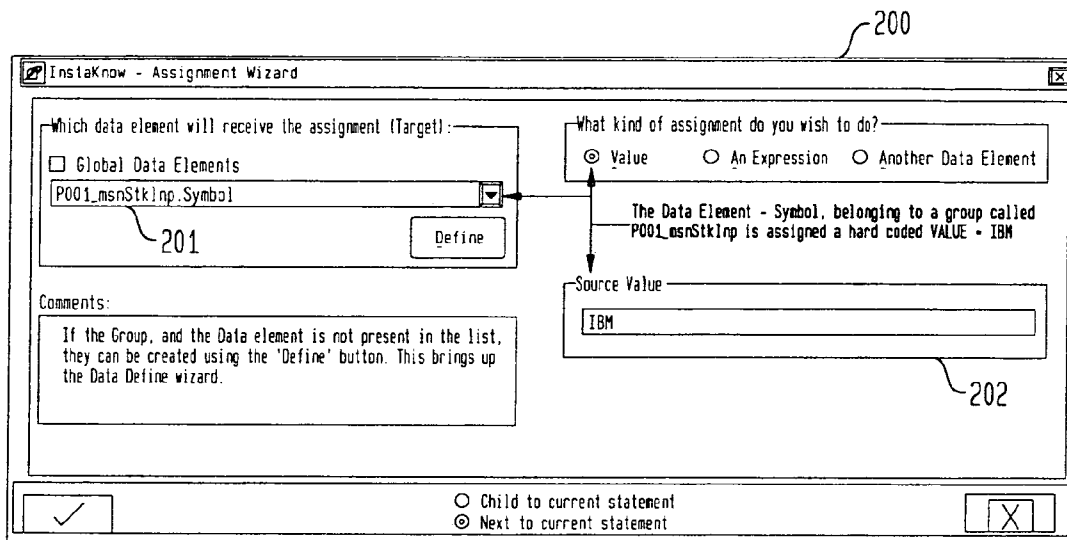 200
InstaKnow - Assignment Wizard
Which data element will receive the assignment (Target):
Global Data Elements
P001_msnStkInp.Symbol
201
Define
What kind of assignment do you wish to do?
Value
An Expression
Another Data Element
The Data Element - Symbol, belonging to a group called
P001_msnStkInp is assigned a hard coded VALUE - IBM
Source Value
IBM
202
Comments:
If the Group, and the Data element is not present in the list,
they can be created using the 'Define' button. This brings up
the Data Define wizard.
Child to current statement
Next to current statement
X